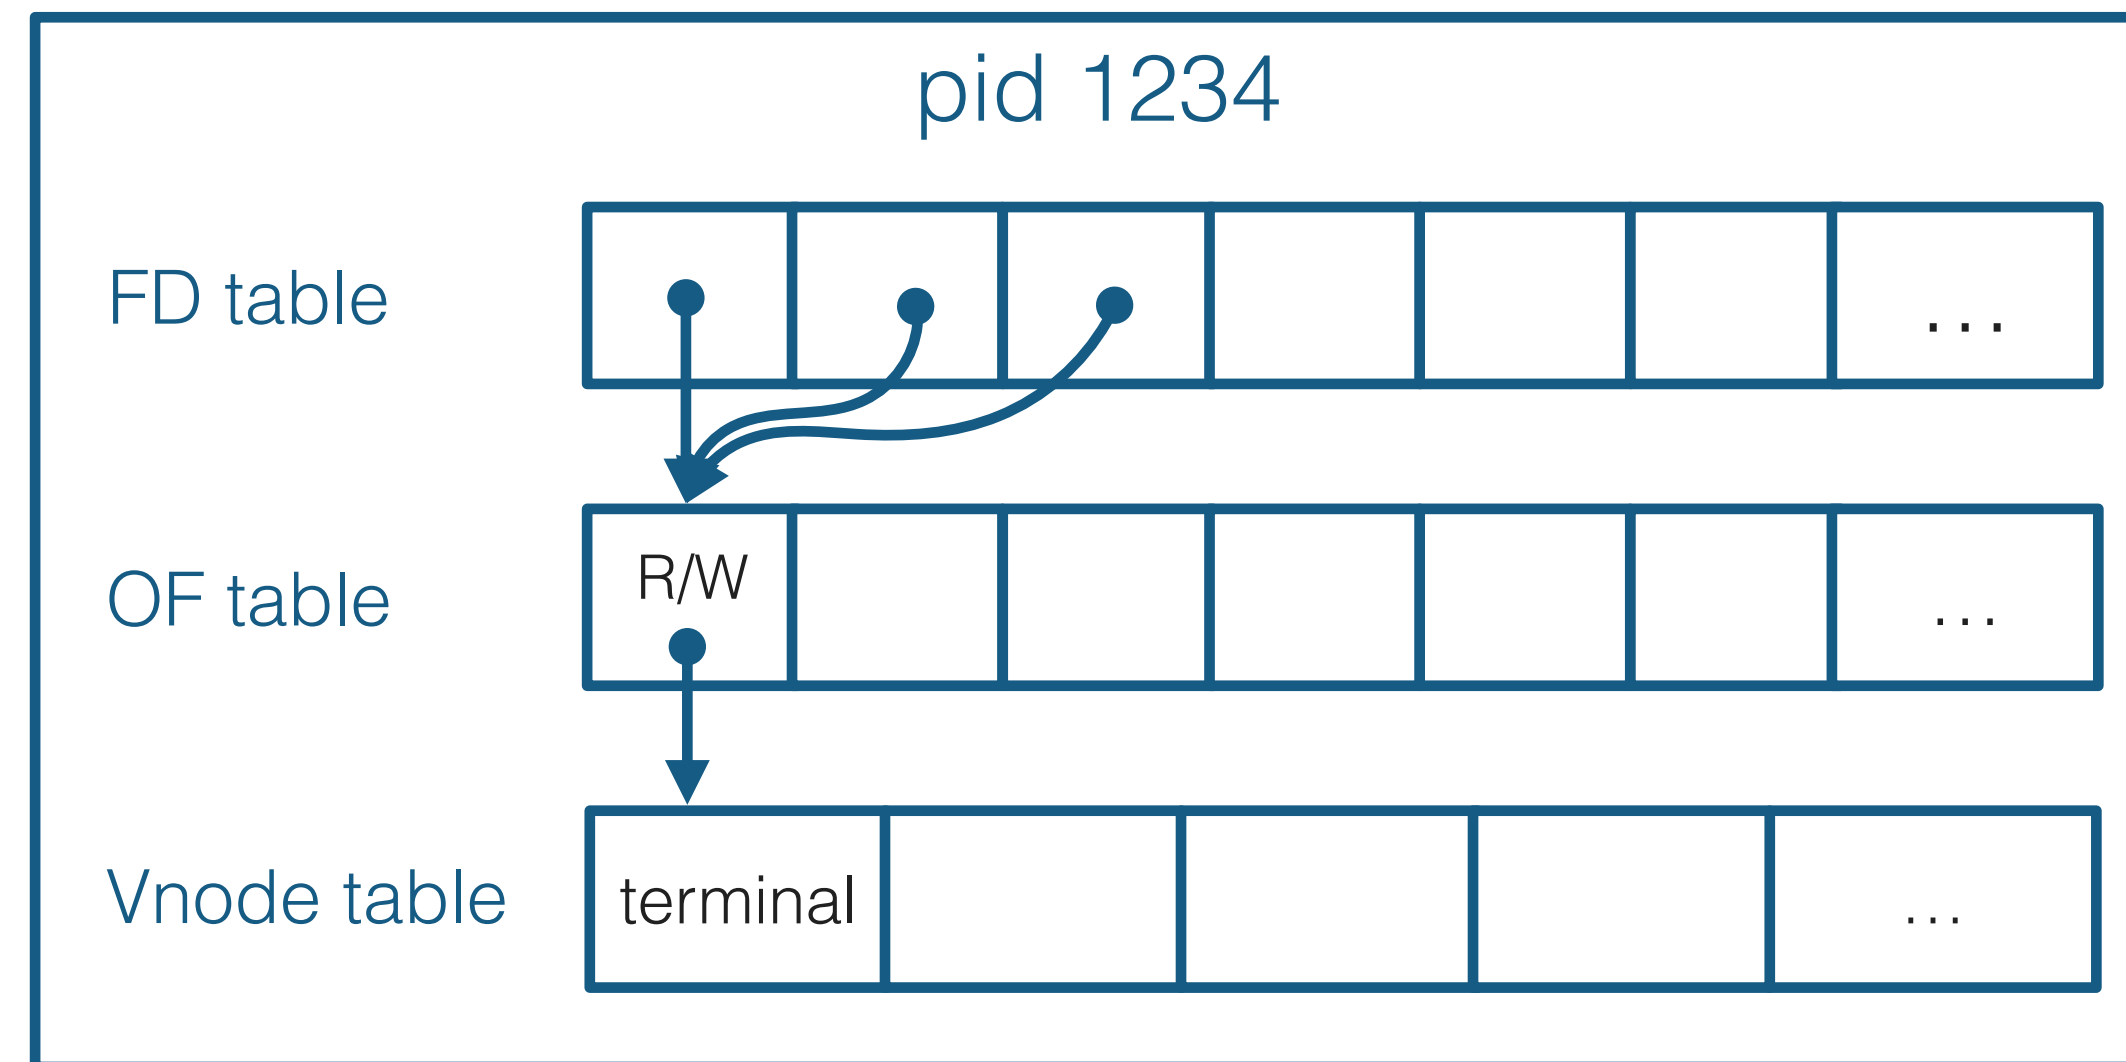 pid 1234
FD table
...
OF table
R/W
...
Vnode table
terminal
...